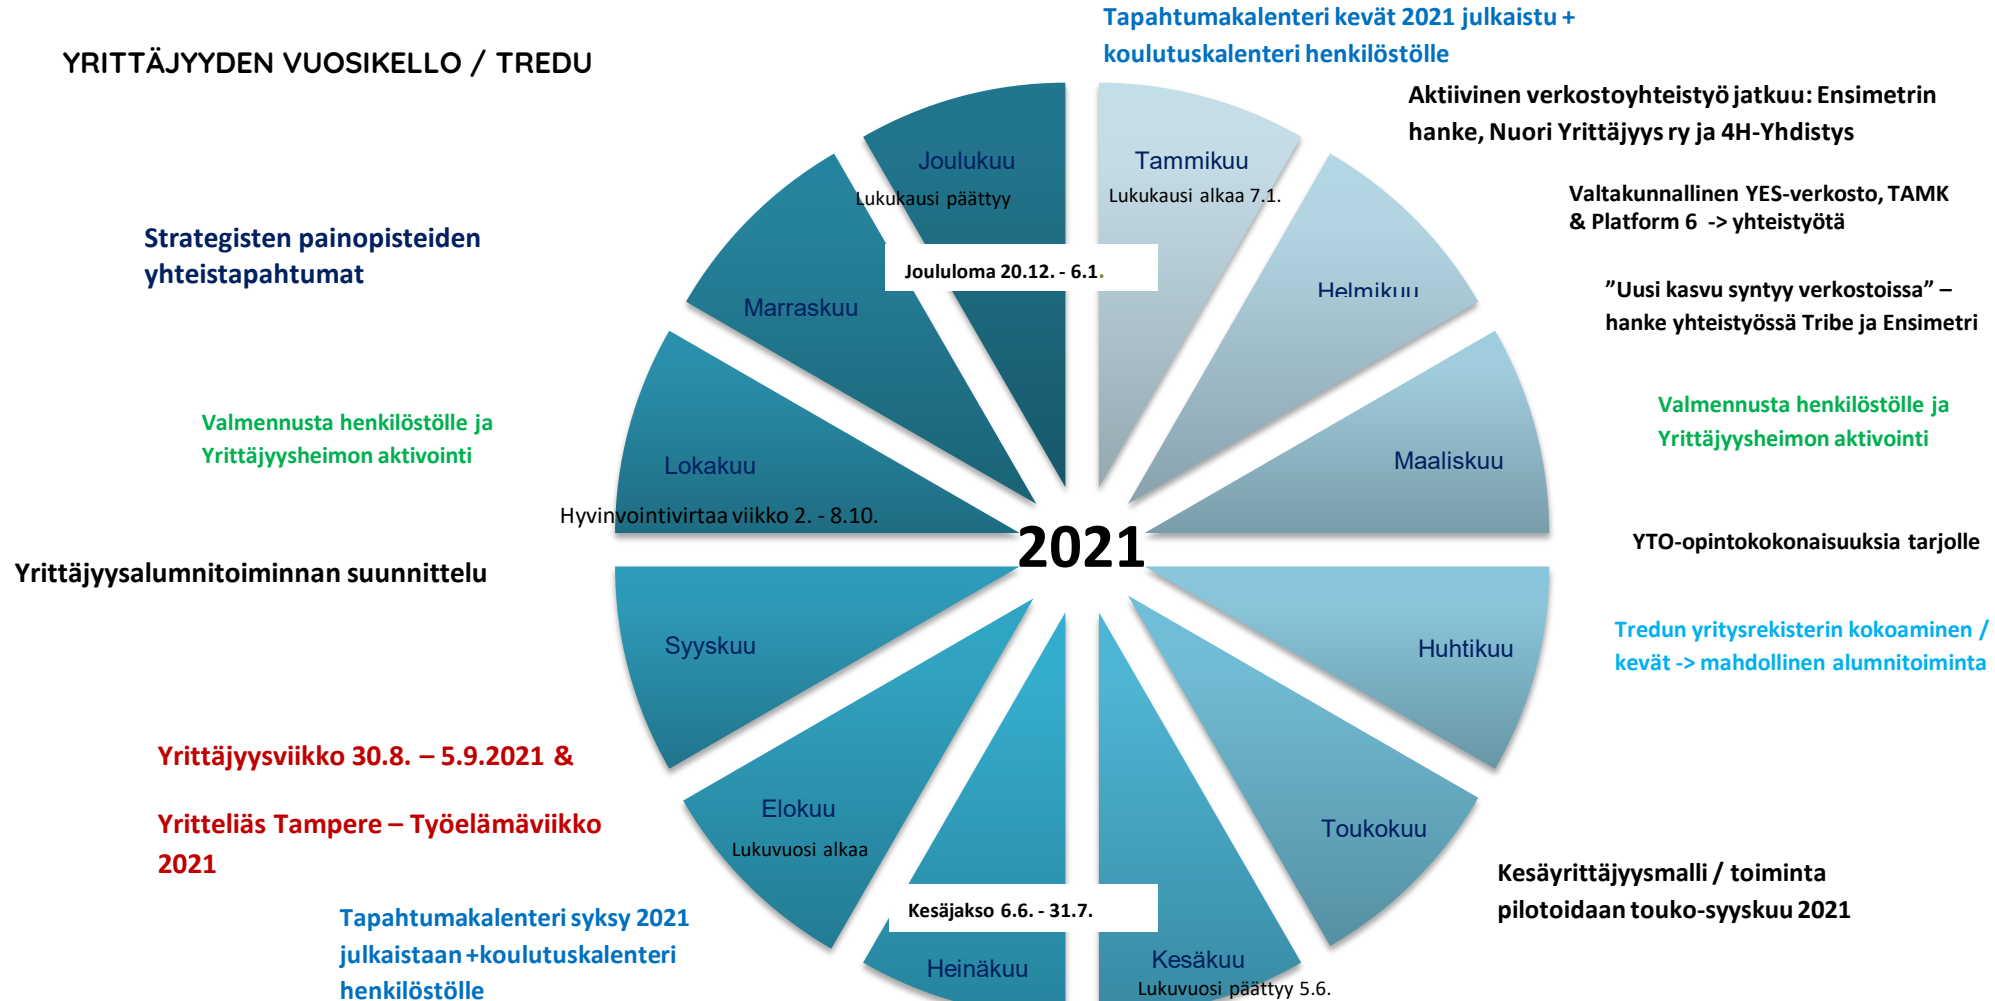 YRITTÄJYYDEN VUOSIKELLO / TREDU
Tapahtumakalenteri kevät 2021 julkaistu +
koulutuskalenteri henkilöstölle
Aktiivinen verkostoyhteistyö jatkuu: Ensimetrin
hanke, Nuori Yrittäjyys ry ja 4H-Yhdistys
Valtakunnallinen YES-verkosto, TAMK
& Platform 6 -> yhteistyötä
”Uusi kasvu syntyy verkostoissa” –
hanke yhteistyössä Tribe ja Ensimetri
Valmennusta henkilöstölle ja
Yrittäjyysheimon aktivointi
YTO-opintokokonaisuuksia tarjolle
Tredun yritysrekisterin kokoaminen /
kevät -> mahdollinen alumnitoiminta
Kesäyrittäjyysmalli / toiminta
pilotoidaan touko-syyskuu 2021
Tammikuu
Lukukausi alkaa 7.1.
Helmikuu
Maaliskuu
Huhtikuu
Toukokuu
Kesäkuu
Lukuvuosi päättyy 5.6.
Kesäjakso 6.6. - 31.7.
Heinäkuu
Elokuu
Lukuvuosi alkaa
Syyskuu
Lokakuu
Hyvinvointivirtaa viikko 2. - 8.10.
Marraskuu
Joulukuu
Lukukausi päättyy
Joululoma 20.12. - 6.1.
2021
Strategisten painopisteiden
yhteistapahtumat
Valmennusta henkilöstölle ja
Yrittäjyysheimon aktivointi
Yrittäjyysalumnitoiminnan suunnittelu
Yrittäjyysviikko 30.8. – 5.9.2021 &
Yritteliäs Tampere – Työelämäviikko
2021
Tapahtumakalenteri syksy 2021
julkaistaan +koulutuskalenteri
henkilöstölle